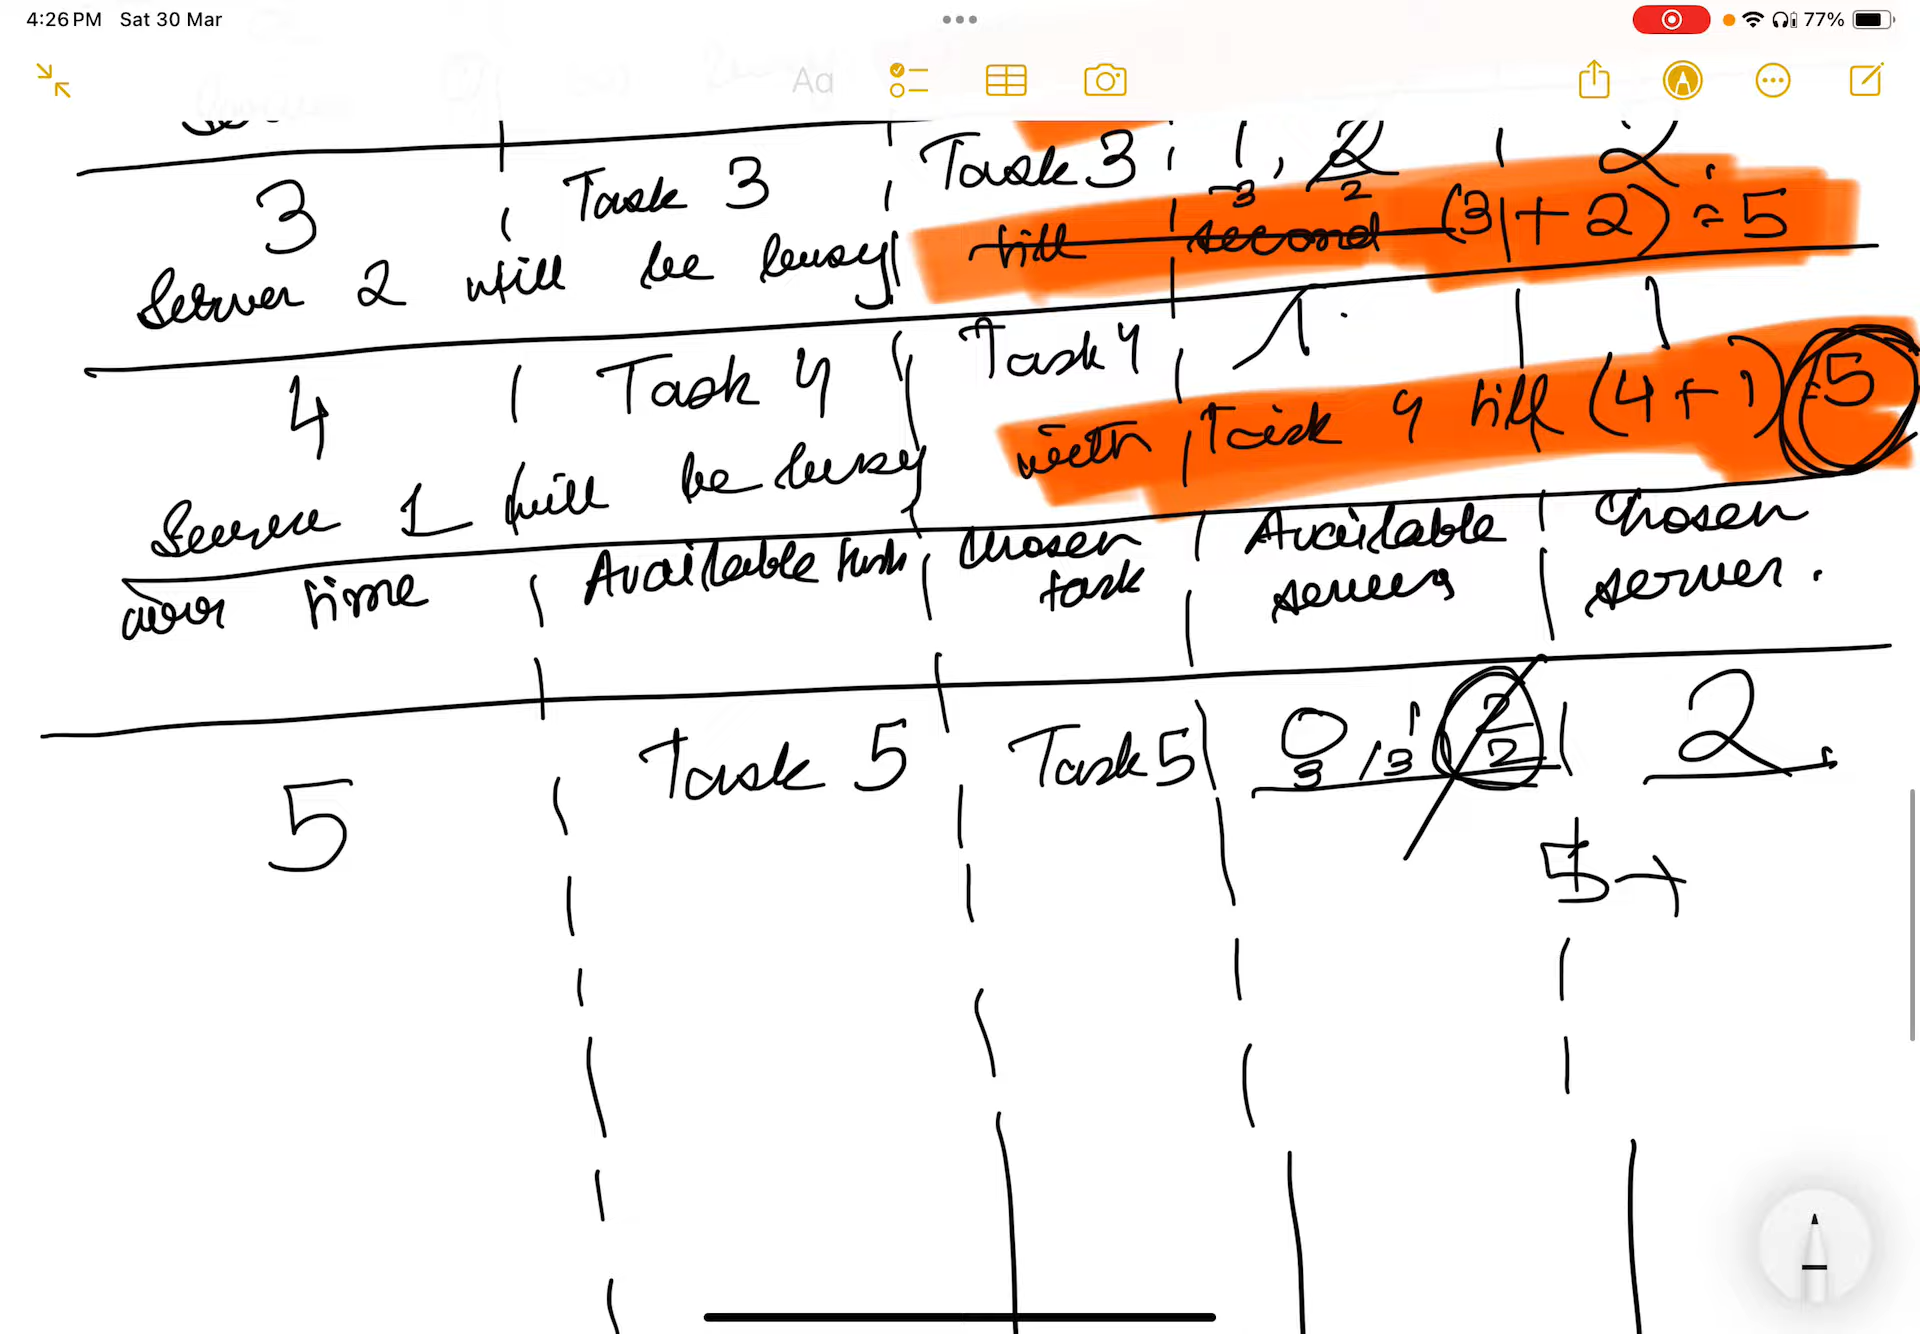 4:26 PM Sat 30 Mar
77%
Aa
3 Task 3 Task 3 1, 2 2
3 2
Server 2 will be busy till second (3+2) = 5
4 Task 4 Task 4 1 1
Server 1 will be busy with Task 4 till (4+1) = 5
time Available task chosen task Available servers chosen server.
5 Task 5 Task 5 0 1 2 2
3 3 2
5 +